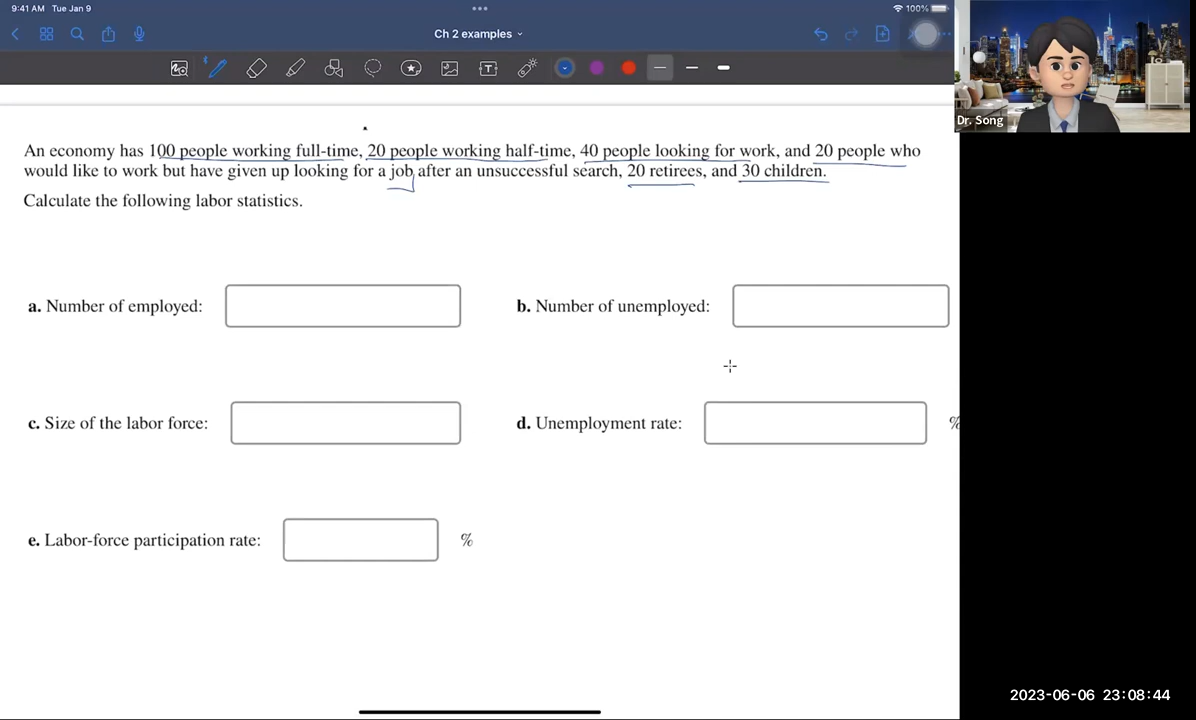 9:41 AM Tue Jan 9
100%
Ch 2 examples
T
Dr. Song
An economy has 100 people working full-time, 20 people working half-time, 40 people looking for work, and 20 people who
would like to work but have given up looking for a job after an unsuccessful search, 20 retirees, and 30 children.
Calculate the following labor statistics.
a. Number of employed:
b. Number of unemployed:
c. Size of the labor force:
d. Unemployment rate:
%
e. Labor-force participation rate:
%
2023-06-06 23:08:44